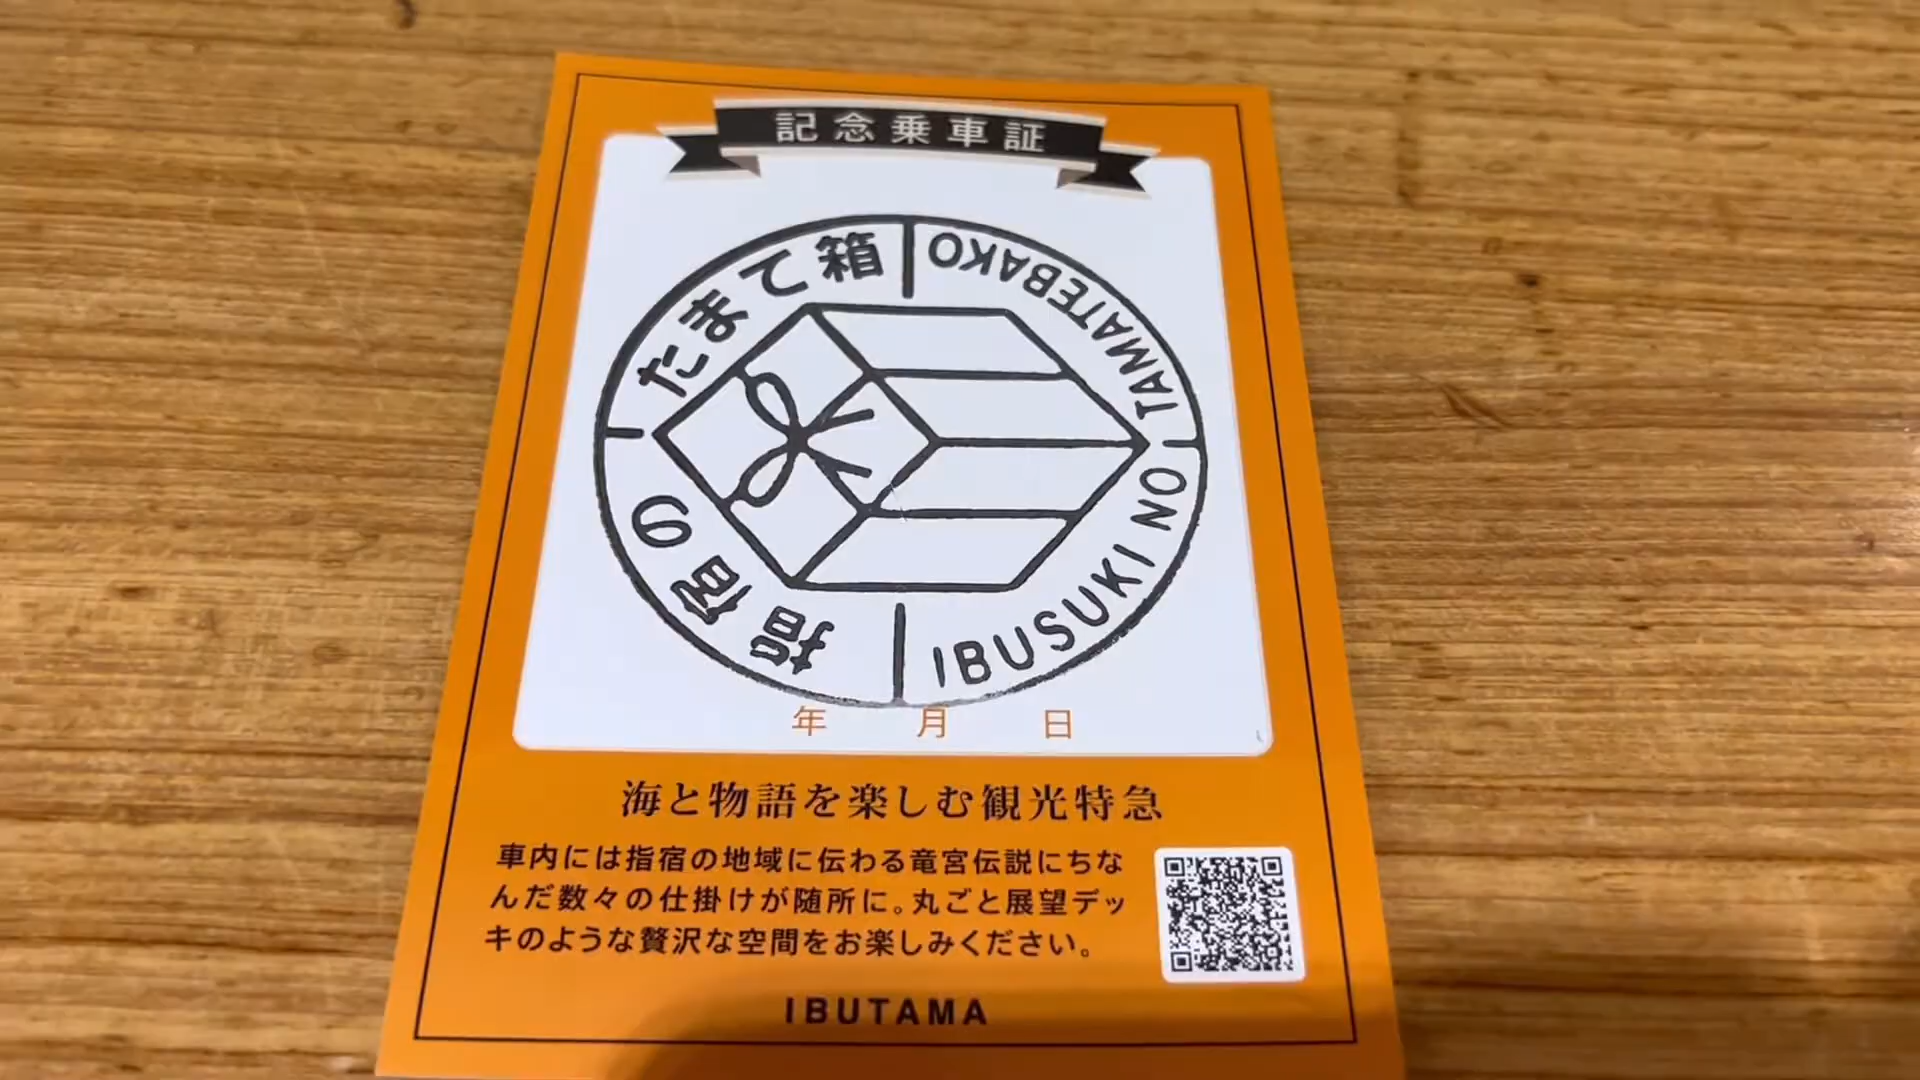 記念乗車証
指宿のたまて箱
IBUSUKI NO TAMATEBAKO
年 月 日
海と物語を楽しむ観光特急
車内には指宿の地域に伝わる竜宮伝説にちな
んだ数々の仕掛けが随所に。丸ごと展望デッ
キのような贅沢な空間をお楽しみください。
IBUTAMA